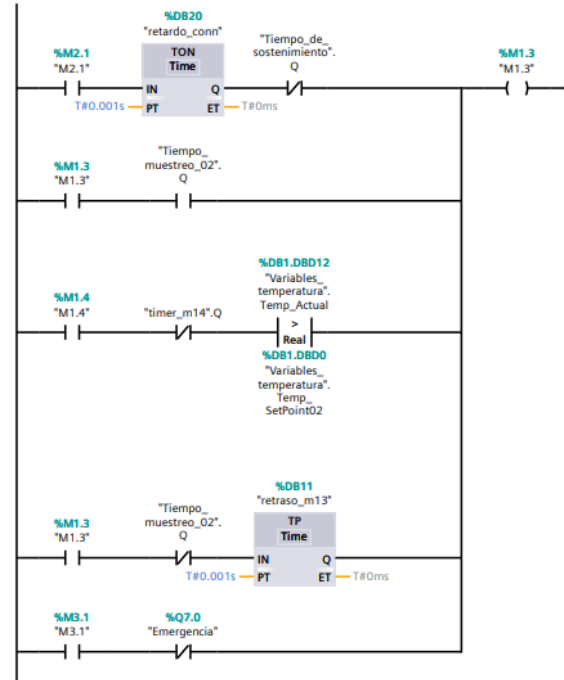 %DB20
"retardo_conn"
%M2.1
"M2.1"
TON
Time
"Tiempo_de_
sostenimiento".
Q
%M1.3
"M1.3"
IN
Q
T#0.001s
PT
ET
T#0ms
%M1.3
"M1.3"
"Tiempo_
muestreo_02".
Q
%DB1.DBD12
"Variables_
temperatura".
Temp_Actual
%M1.4
"M1.4"
"timer_m14".Q
>
Real
%DB1.DBD0
"Variables_
temperatura".
Temp_
SetPoint02
%DB11
"retraso_m13"
%M1.3
"M1.3"
"Tiempo_
muestreo_02".
Q
TP
Time
IN
Q
T#0.001s
PT
ET
T#0ms
%M3.1
"M3.1"
%Q7.0
"Emergencia"